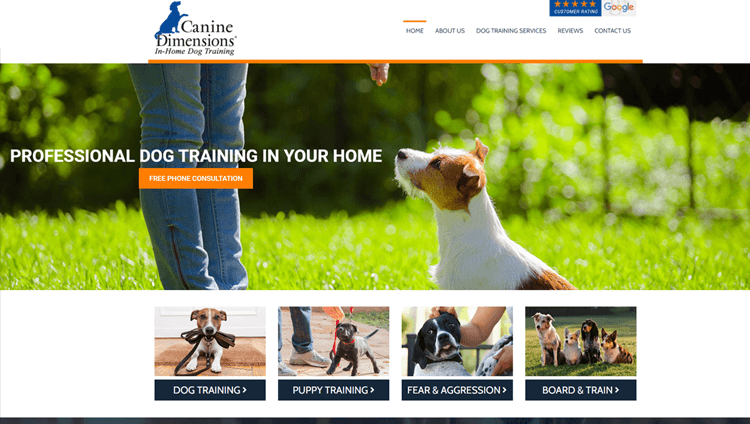 Canine
Dimensions
In-Home Dog Training
CUSTOMER RATING
Google
HOME
ABOUT US
DOG TRAINING SERVICES
REVIEWS
CONTACT US
PROFESSIONAL DOG TRAINING IN YOUR HOME
FREE PHONE CONSULTATION
DOG TRAINING >
PUPPY TRAINING >
FEAR & AGGRESSION >
BOARD & TRAIN >